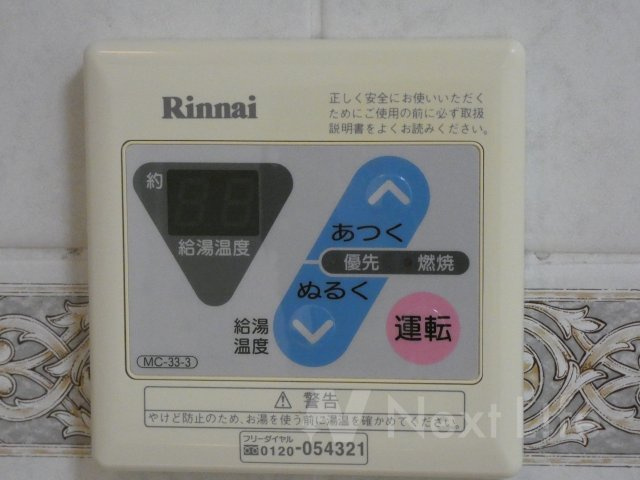 Rinnai
正しく安全にお使いいただく
ためにご使用の前に必ず取扱
説明書をよくお読みください。
約
給湯温度
あつく
優先 燃焼
ぬるく
給湯
温度
運転
MC-33-3
⚠ 警告
やけど防止のため、お湯を使う前に湯温を確かめてください。
フリーダイヤル
0120-054321
Next Life